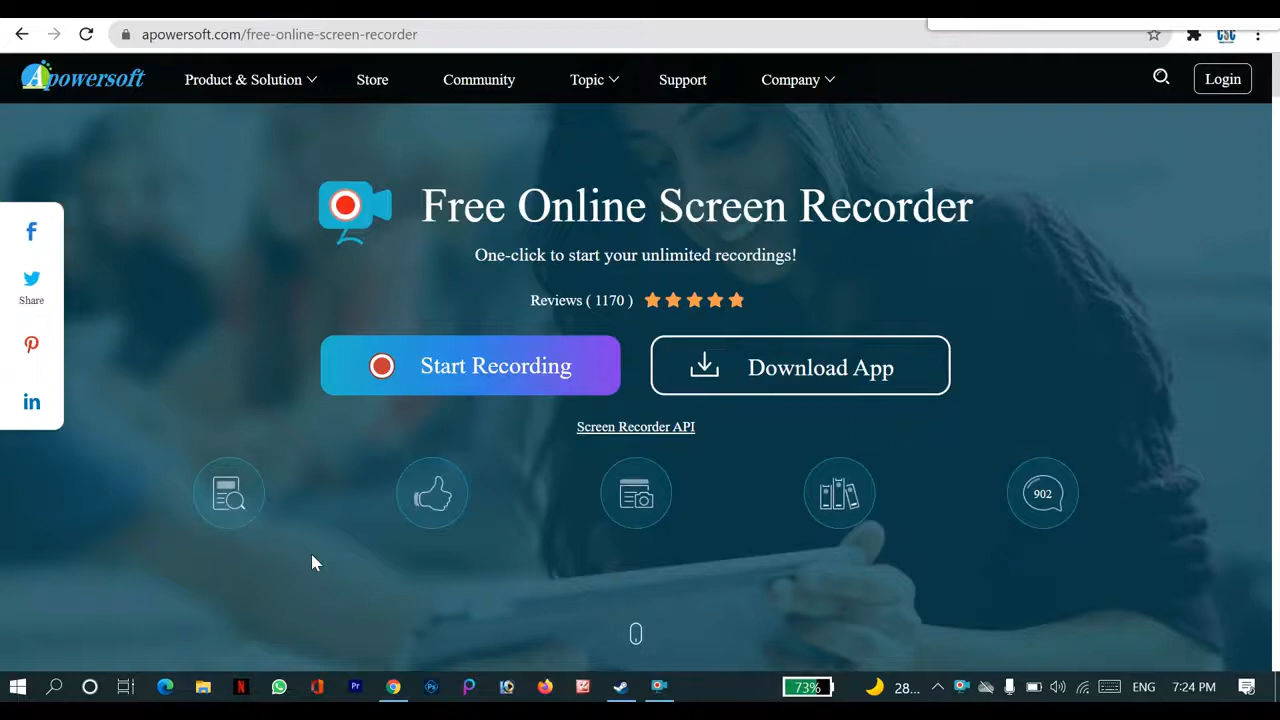 apowersoft.com/free-online-screen-recorder
CSC
Apowersoft
Product & Solution
Store
Community
Topic
Support
Company
Login
Free Online Screen Recorder
One-click to start your unlimited recordings!
Reviews ( 1170 )
Share
Start Recording
Download App
Screen Recorder API
902
73%
28...
ENG
7:24 PM